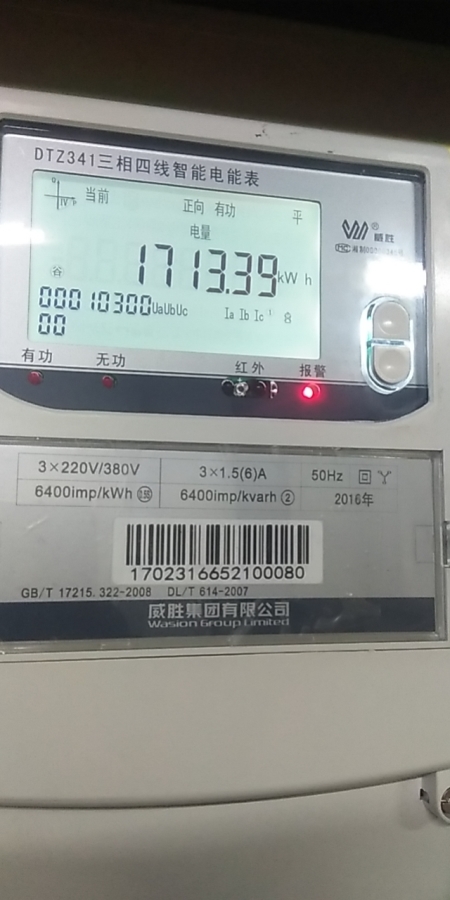 DTZ341三相四线智能电能表
当前 正向 有功 平
电量
谷 1713.39kWh
00010300 UaUbUc Ia Ib Ic 8
00
威胜
有功 无功 红外 报警
3×220V/380V 3×1.5(6)A 50Hz
6400imp/kWh 6400imp/kvarh ② 2016年
1702316652100080
GB/T 17215.322-2008 DL/T 614-2007
威胜集团有限公司
Wasion Group Limited